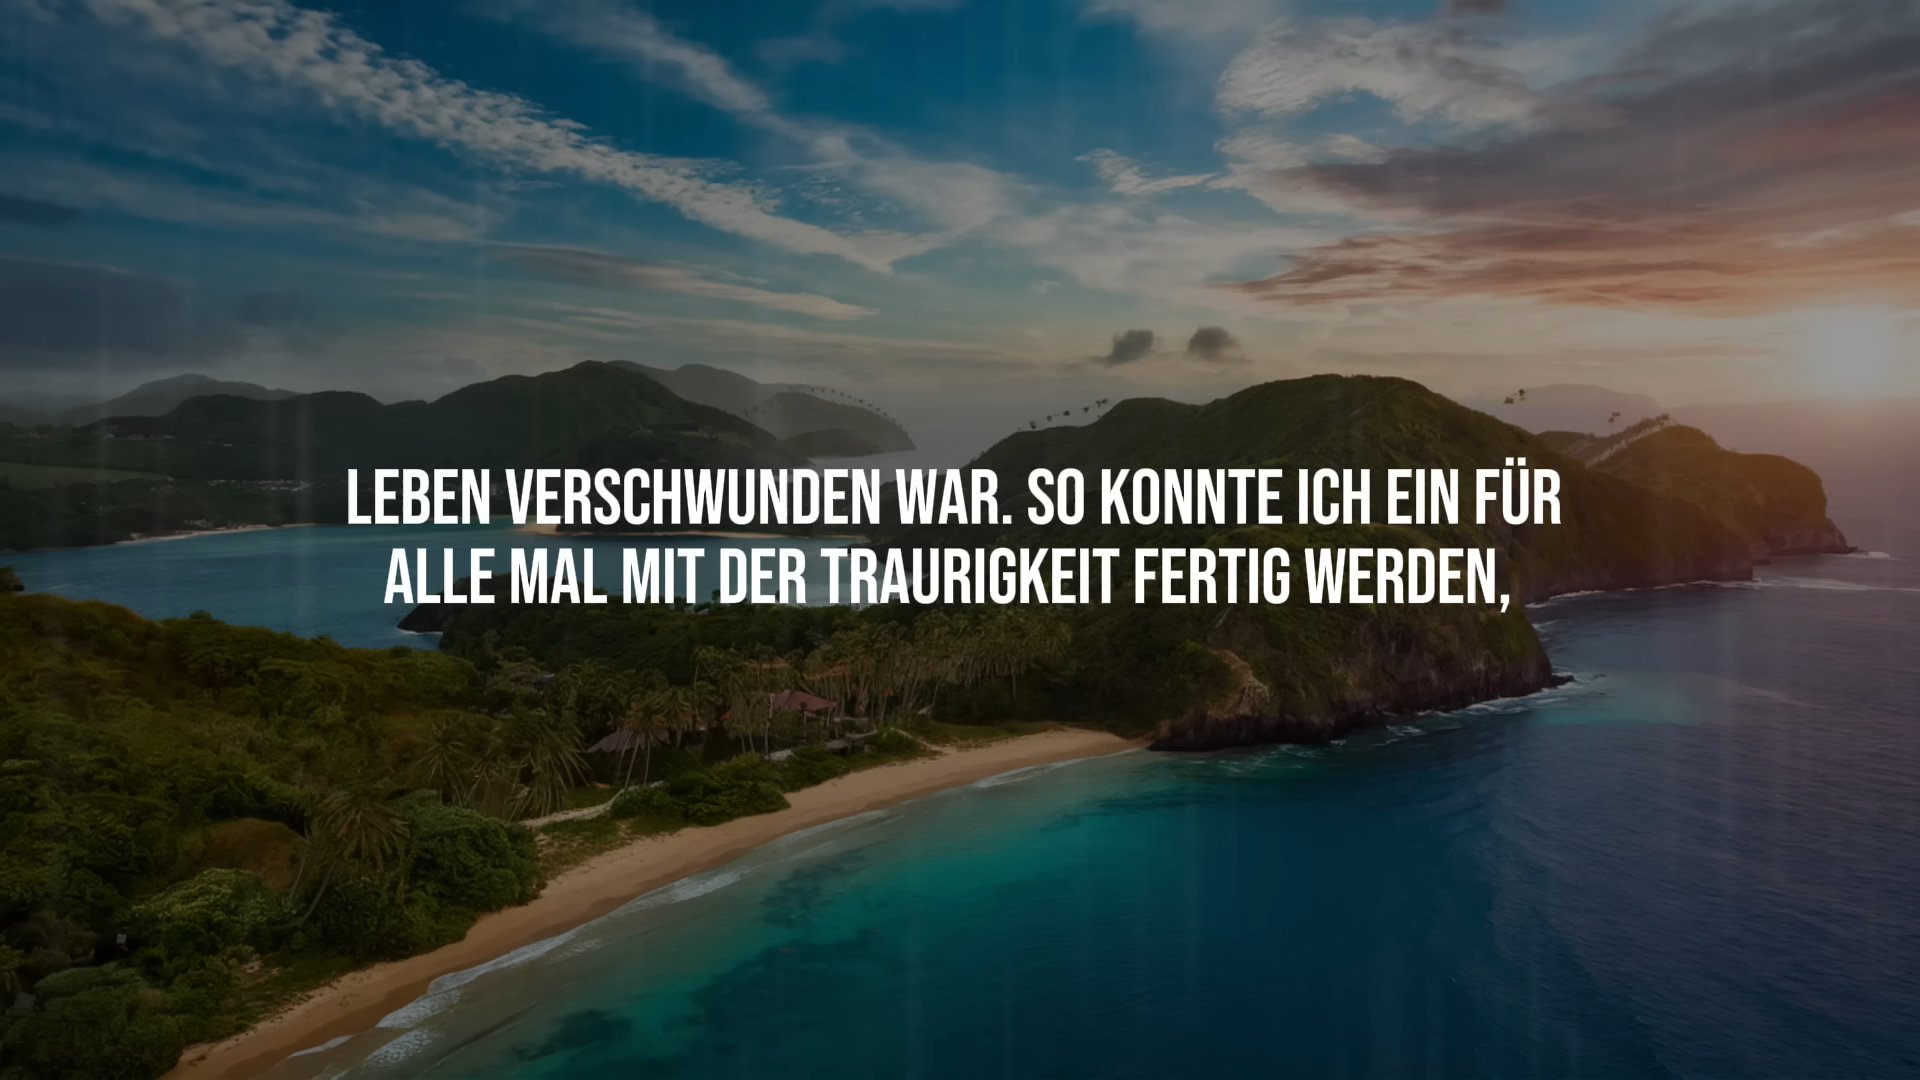 LEBEN VERSCHWUNDEN WAR. SO KONNTE ICH EIN FÜR
ALLE MAL MIT DER TRAURIGKEIT FERTIG WERDEN,